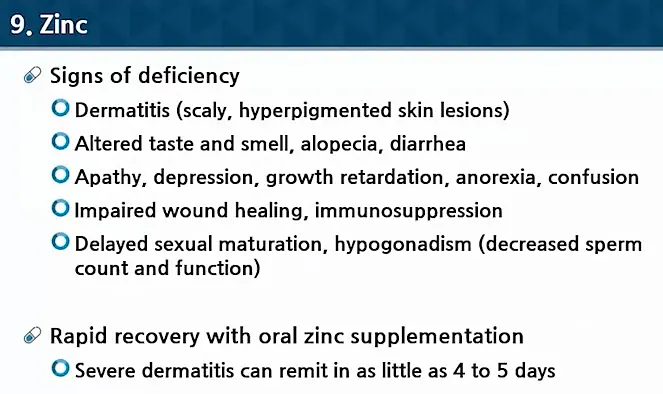 9. Zinc
Signs of deficiency
Dermatitis (scaly, hyperpigmented skin lesions)
Altered taste and smell, alopecia, diarrhea
Apathy, depression, growth retardation, anorexia, confusion
Impaired wound healing, immunosuppression
Delayed sexual maturation, hypogonadism (decreased sperm
count and function)
Rapid recovery with oral zinc supplementation
Severe dermatitis can remit in as little as 4 to 5 days